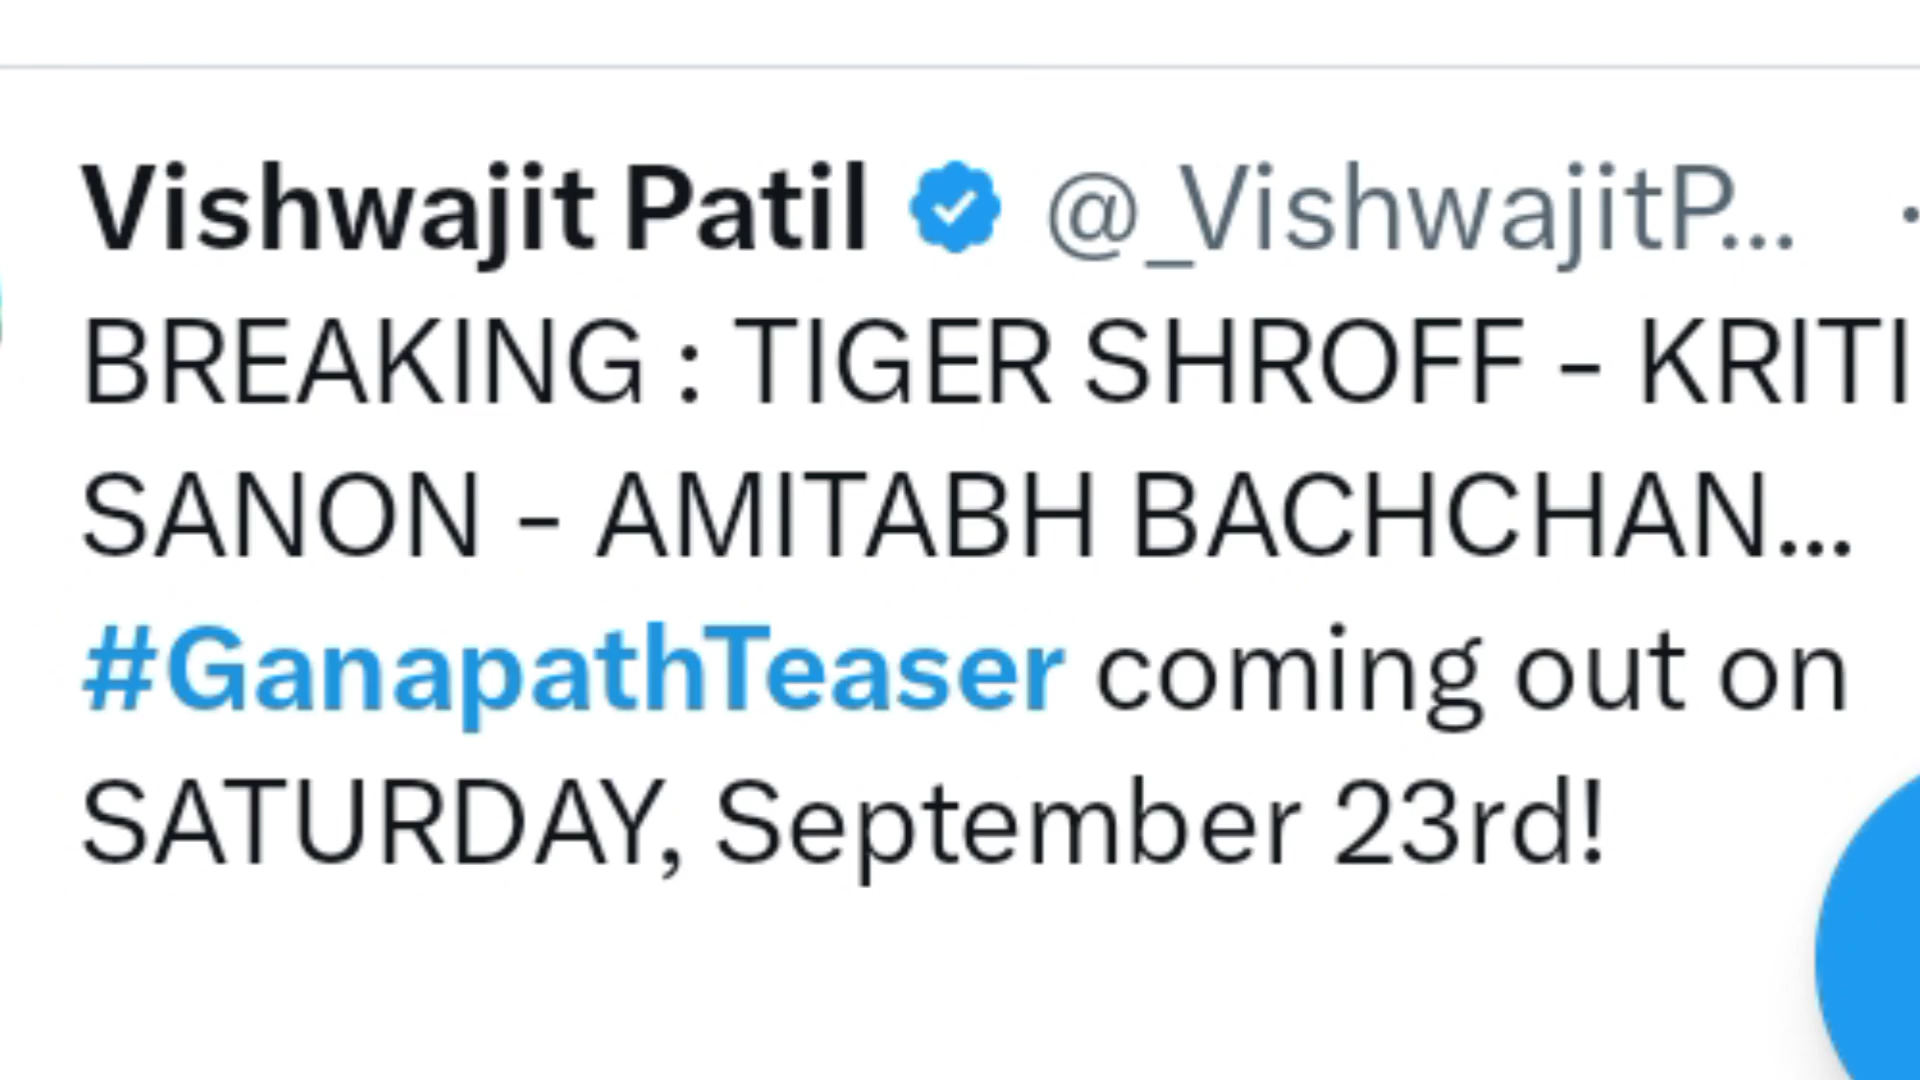 Vishwajit Patil @_VishwajitP... ·
BREAKING : TIGER SHROFF - KRITI
SANON - AMITABH BACHCHAN...
#GanapathTeaser coming out on
SATURDAY, September 23rd!